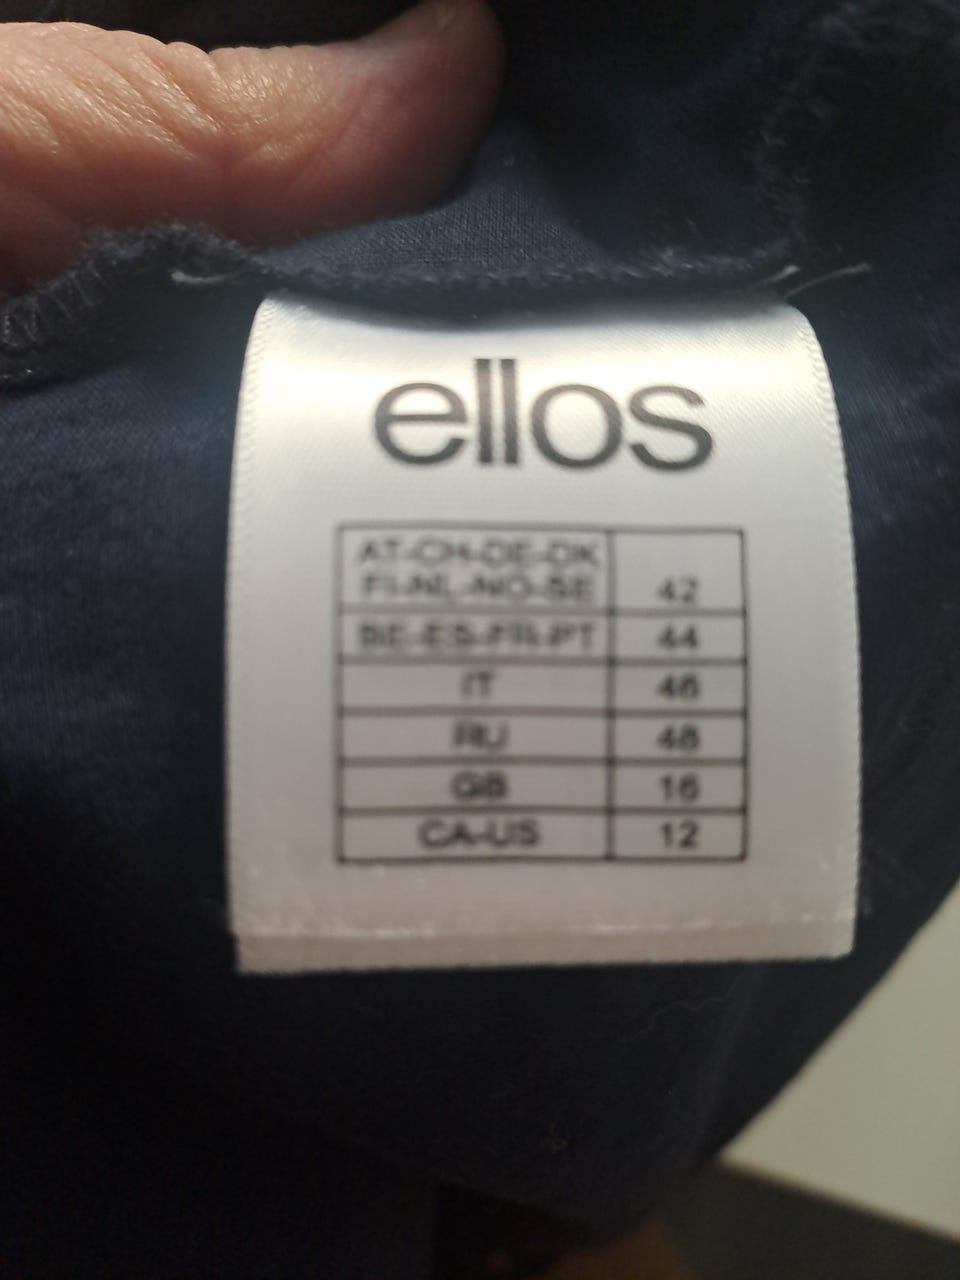 ellos
AT-CH-DE-DK
FI-NL-NO-SE 42
BE-ES-FR-PT 44
IT 46
RU 48
GB 16
CA-US 12